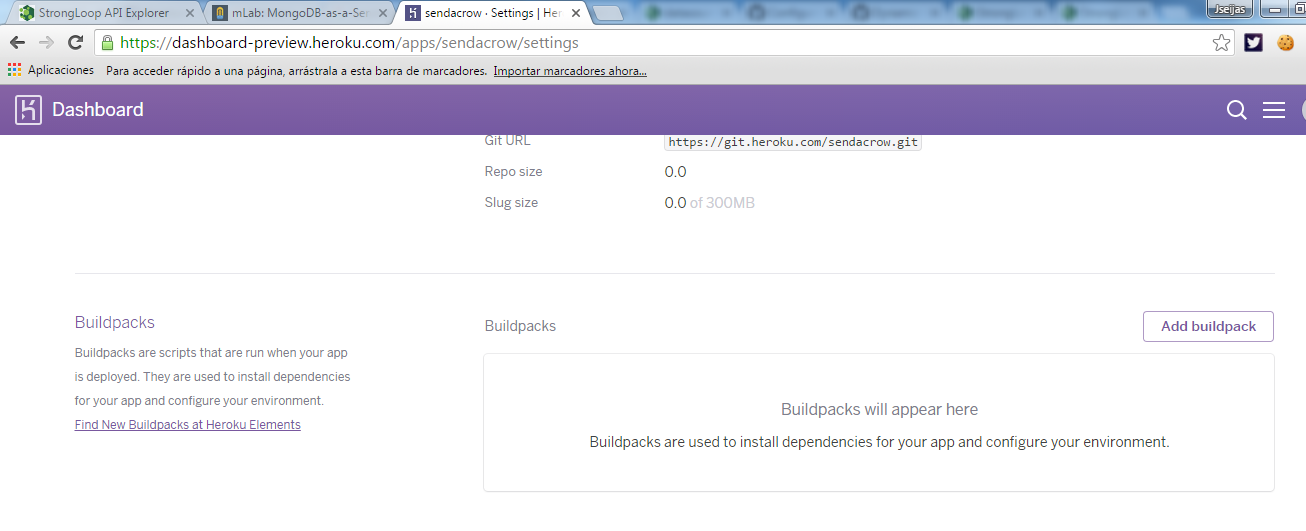 StrongLoop API Explorer
mLab: MongoDB-as-a-Se
sendacrow · Settings | Her
Jseijas
https://dashboard-preview.heroku.com/apps/sendacrow/settings
Aplicaciones Para acceder rápido a una página, arrástrala a esta barra de marcadores. Importar marcadores ahora...
Dashboard
Git URL https://git.heroku.com/sendacrow.git
Repo size 0.0
Slug size 0.0 of 300MB
Buildpacks
Buildpacks are scripts that are run when your app
is deployed. They are used to install dependencies
for your app and configure your environment.
Find New Buildpacks at Heroku Elements
Buildpacks
Add buildpack
Buildpacks will appear here
Buildpacks are used to install dependencies for your app and configure your environment.